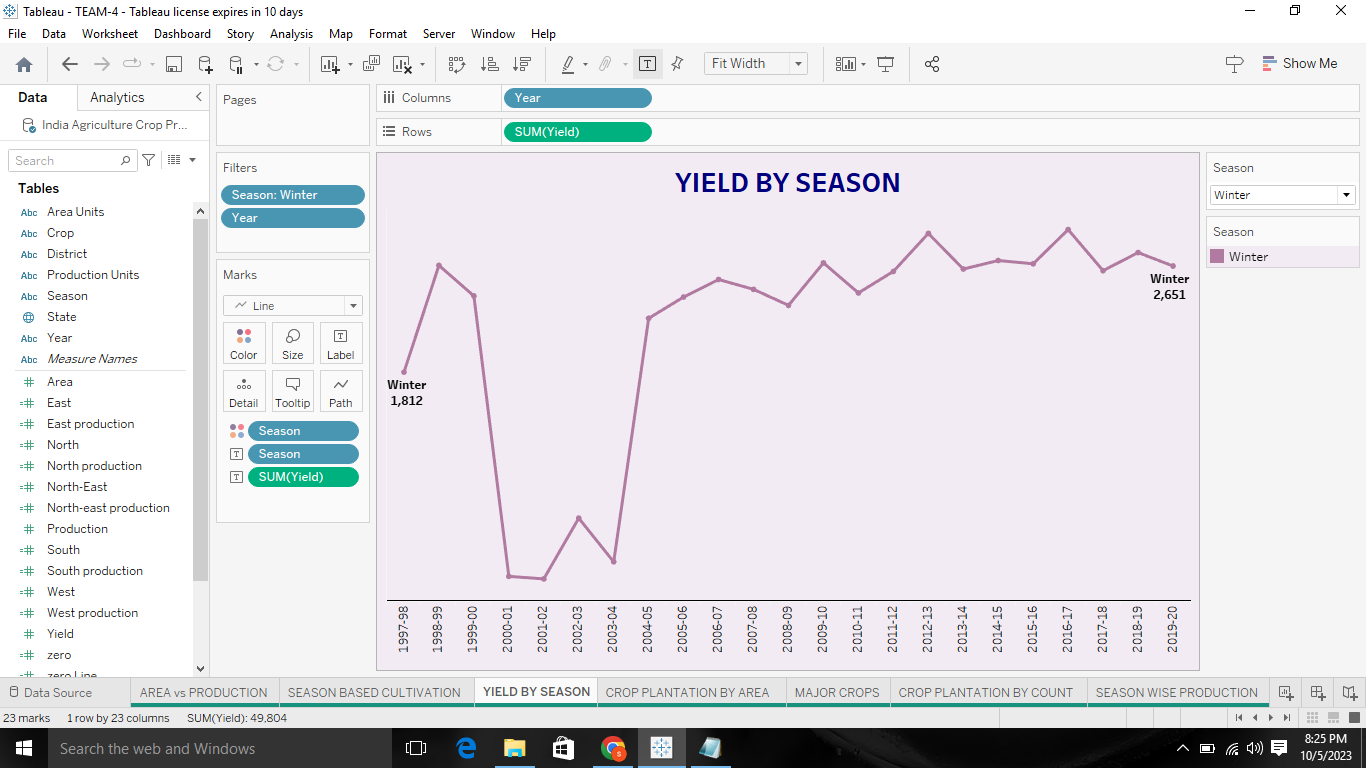 Tableau - TEAM-4 - Tableau license expires in 10 days
File Data Worksheet Dashboard Story Analysis Map Format Server Window Help
Fit Width
Show Me
Data Analytics
India Agriculture Crop Pr...
Search
Tables
Abc Area Units
Abc Crop
Abc District
Abc Production Units
Abc Season
State
Abc Year
Abc Measure Names
Area
East
East production
North
North production
North-East
North-east production
Production
South
South production
West
West production
Yield
zero
zero Line
Pages
Filters
Season: Winter
Year
Marks
Line
Color Size Label
Detail Tooltip Path
Season
Season
SUM(Yield)
Columns Year
Rows SUM(Yield)
YIELD BY SEASON
Winter
1,812
Winter
2,651
1997-98
1998-99
1999-00
2000-01
2001-02
2002-03
2003-04
2004-05
2005-06
2006-07
2007-08
2008-09
2009-10
2010-11
2011-12
2012-13
2013-14
2014-15
2015-16
2016-17
2017-18
2018-19
2019-20
Season
Winter
Season
Winter
Data Source AREA vs PRODUCTION SEASON BASED CULTIVATION YIELD BY SEASON CROP PLANTATION BY AREA MAJOR CROPS CROP PLANTATION BY COUNT SEASON WISE PRODUCTION
23 marks 1 row by 23 columns SUM(Yield): 49,804
Search the web and Windows
8:25 PM
10/5/2023